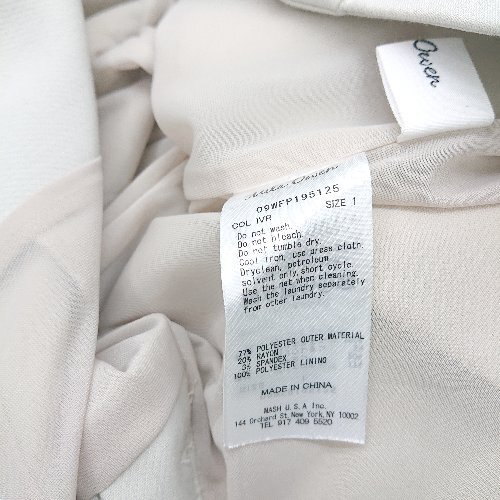 Owen
Owen
09WFP195125
COL IVR SIZE 1
Do not wash.
Do not bleach.
Do not tumble dry.
Cool iron, use dress cloth.
Dryclean, petroleum
solvent only, short cycle.
Use the net when cleaning.
Wash the laundry separately
from other laundry.
77% POLYESTER OUTER MATERIAL
20% RAYON
3% SPANDEX
100% POLYESTER LINING
MADE IN CHINA
MASH U.S.A Inc.
144 Orchard St, New York, NY 10002
TEL 917 409 5520